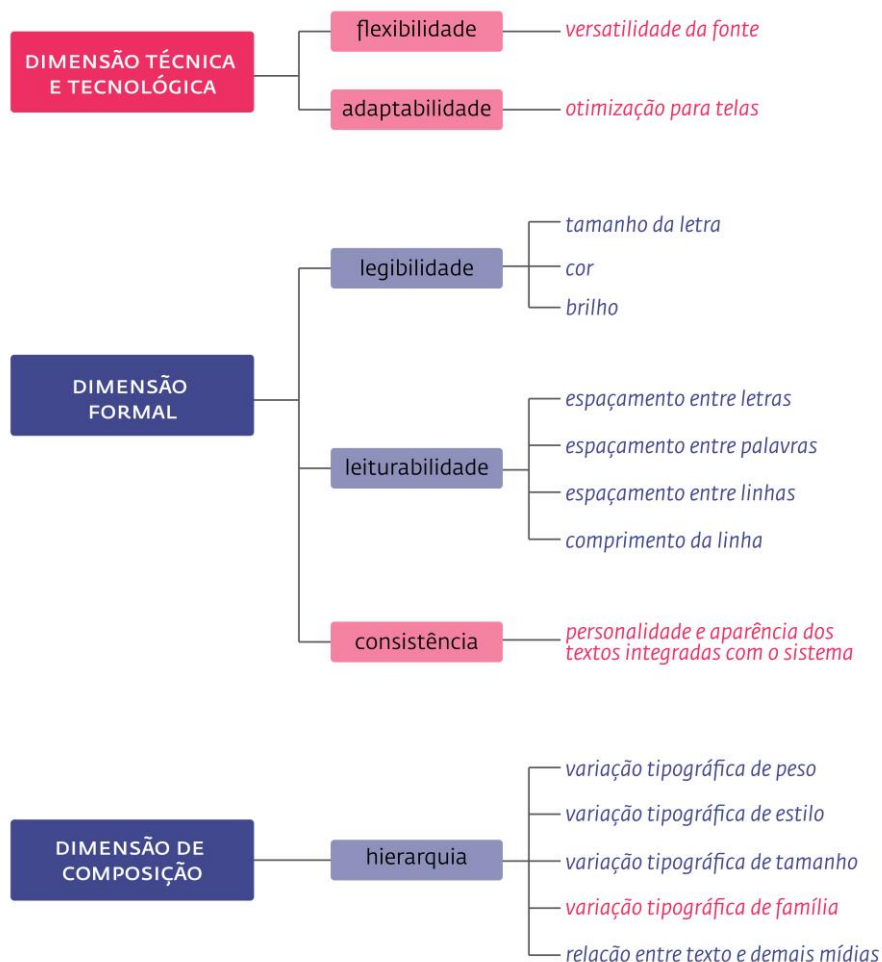 DIMENSÃO TÉCNICA
E TECNOLÓGICA
flexibilidade
versatilidade da fonte
adaptabilidade
otimização para telas
DIMENSÃO
FORMAL
legibilidade
tamanho da letra
cor
brilho
leiturabilidade
espaçamento entre letras
espaçamento entre palavras
espaçamento entre linhas
comprimento da linha
consistência
personalidade e aparência dos
textos integradas com o sistema
DIMENSÃO DE
COMPOSIÇÃO
hierarquia
variação tipográfica de peso
variação tipográfica de estilo
variação tipográfica de tamanho
variação tipográfica de família
relação entre texto e demais mídias